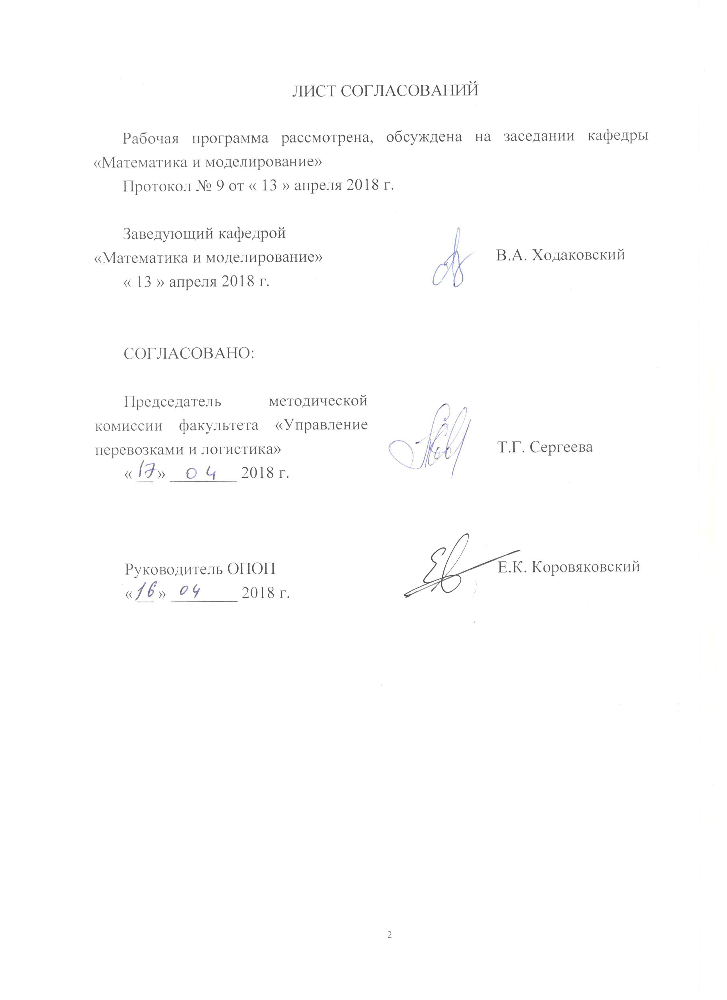 ЛИСТ СОГЛАСОВАНИЙ
Рабочая программа рассмотрена, обсуждена на заседании кафедры
«Математика и моделирование»
Протокол № 9 от « 13 » апреля 2018 г.
Заведующий кафедрой
«Математика и моделирование» В.А. Ходаковский
« 13 » апреля 2018 г.
СОГЛАСОВАНО:
Председатель методической
комиссии факультета «Управление
перевозками и логистика» Т.Г. Сергеева
« 17 » 04 2018 г.
Руководитель ОПОП Е.К. Коровяковский
« 16 » 04 2018 г.
2